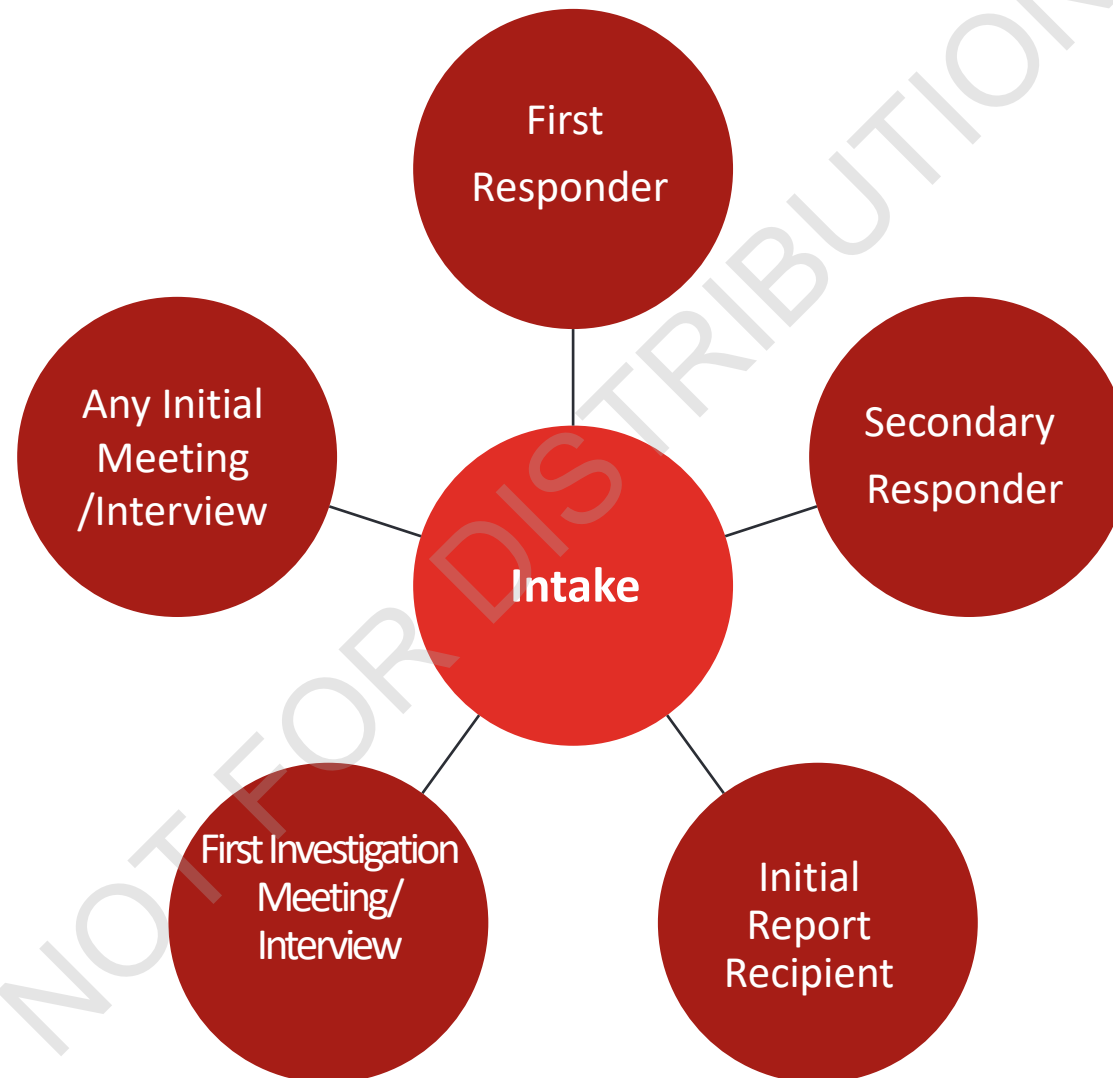 First
Responder
Secondary
Responder
Any Initial
Meeting
/Interview
Intake
First Investigation
Meeting/
Interview
Initial
Report
Recipient
NOT FOR DISTRIBUTION